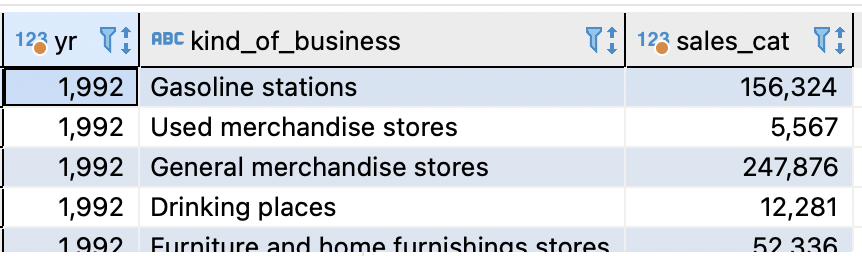 123 yr ABC kind_of_business 123 sales_cat
1,992 Gasoline stations 156,324
1,992 Used merchandise stores 5,567
1,992 General merchandise stores 247,876
1,992 Drinking places 12,281
1,992 Furniture and home furnishings stores 52,336